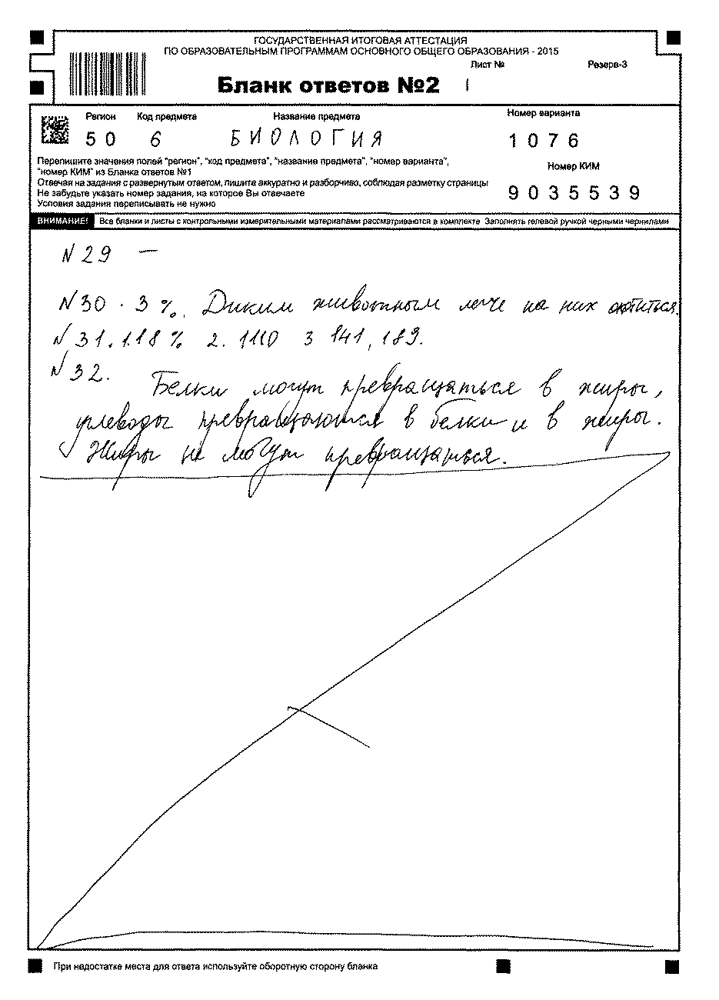 ГОСУДАРСТВЕННАЯ ИТОГОВАЯ АТТЕСТАЦИЯ
ПО ОБРАЗОВАТЕЛЬНЫМ ПРОГРАММАМ ОСНОВНОГО ОБЩЕГО ОБРАЗОВАНИЯ - 2015
Лист № Резерв-3
Бланк ответов №2 1
Регион Код предмета Название предмета Номер варианта
50 6 БИОЛОГИЯ 1076
Перепишите значения полей "регион", "код предмета", "название предмета", "номер варианта",
"номер КИМ" из Бланка ответов №1
Номер КИМ
Отвечая на задания с развернутым ответом, пишите аккуратно и разборчиво, соблюдая разметку страницы
Не забудьте указать номер задания, на которое Вы отвечаете
Условия задания переписывать не нужно
9035539
ВНИМАНИЕ! Все бланки и листы с контрольными измерительными материалами рассматриваются в комплекте Заполнять гелевой ручкой черными чернилами
N 29 —
N 30 . 3 %. Диким животным на них
N 31. 1.18 % 2. 1110 3 141, 189.
N 32. Белки могут превращаться в жиры,
углеводы превращаются в белки и в жиры.
Жиры не могут превращаться.
При недостатке места для ответа используйте оборотную сторону бланка